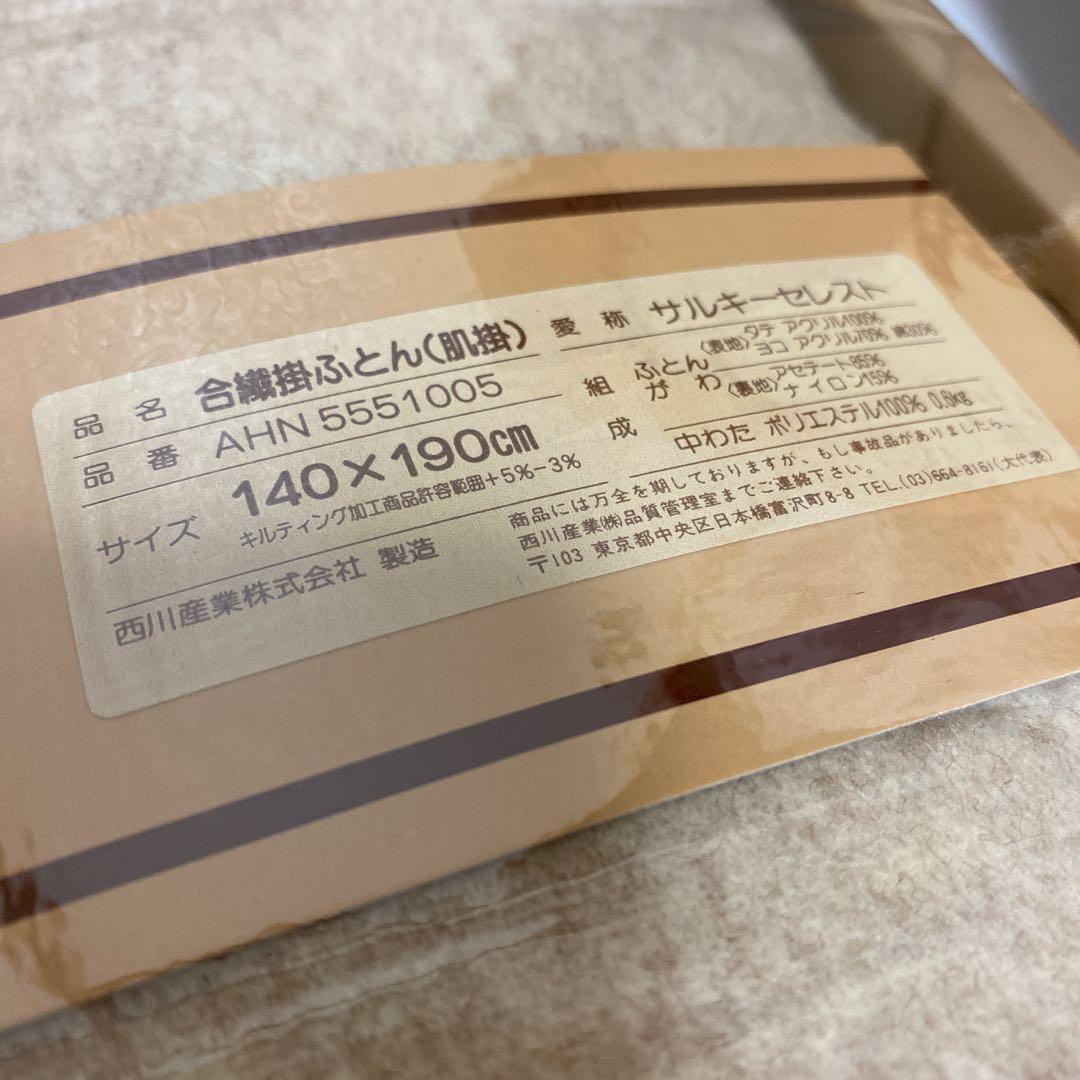 品名 合繊掛ふとん(肌掛)
品番 AHN 5551005
サイズ 140×190cm
キルティング加工商品許容範囲+5%-3%
西川産業株式会社 製造
愛称 サルキーセレスト
組成 ふとんがわ 〈表地〉タテ アクリル100%
ヨコ アクリル70% 綿30%
〈裏地〉アセテート85%
ナイロン15%
中わた ポリエステル100% 0.6kg
商品には万全を期しておりますが、もし事故品がありましたら、
西川産業㈱品質管理室までご連絡下さい。
〒103 東京都中央区日本橋富沢町8-8 TEL.(03)664-8161(大代表)